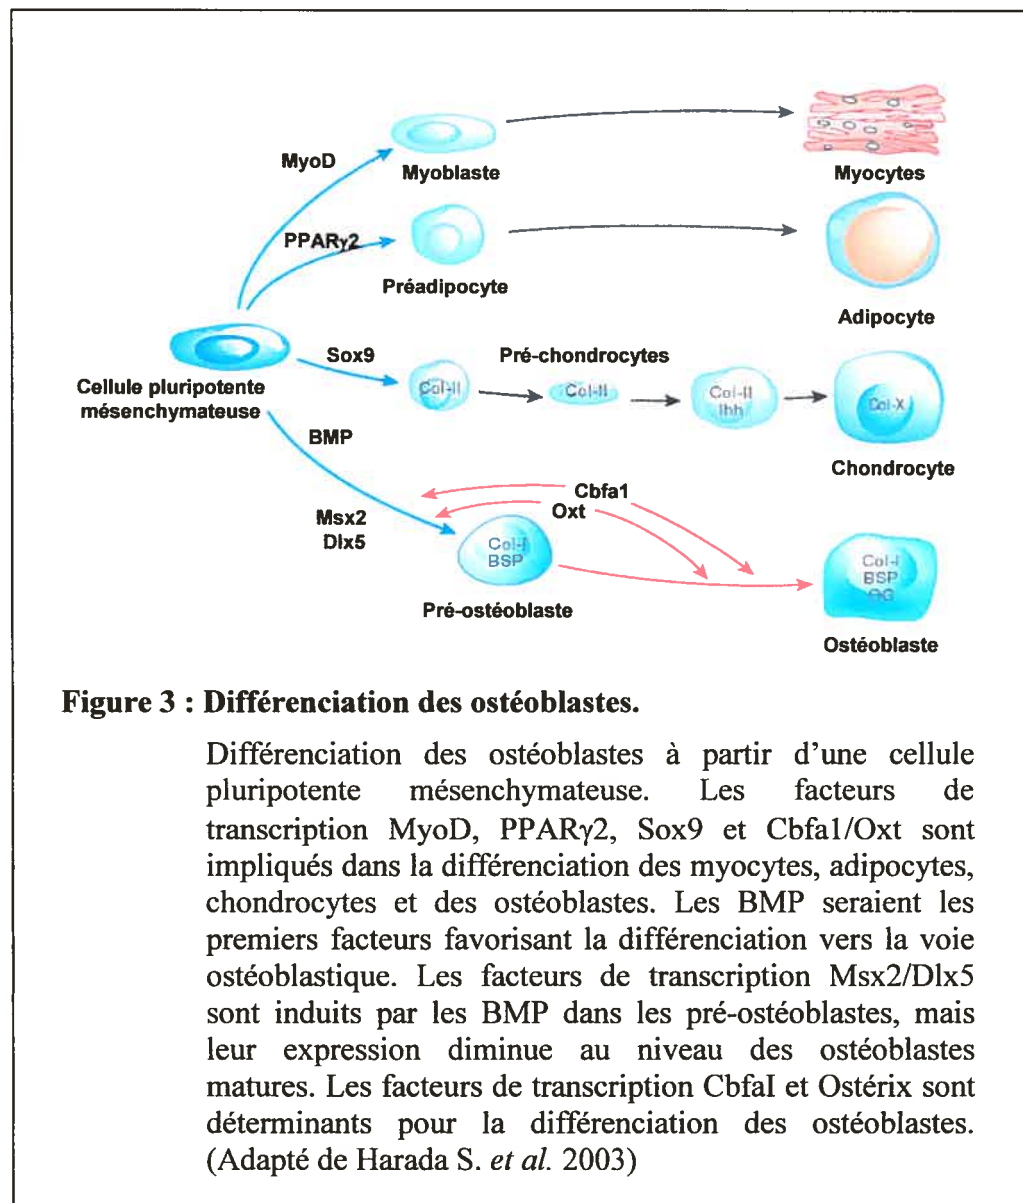 MyoD
Myoblaste
Myocytes
PPARγ2
Préadipocyte
Adipocyte
Sox9
Pré-chondrocytes
Cellule pluripotente
mésenchymateuse
Col-II
Col-II
Col-II
Ihh
Col-X
Chondrocyte
BMP
Msx2
Dlx5
Cbfa1
Oxt
Col-I
BSP
Pré-ostéoblaste
Col-I
BSP
Ostéoblaste
Figure 3 : Différenciation des ostéoblastes.
Différenciation des ostéoblastes à partir d'une cellule
pluripotente mésenchymateuse. Les facteurs de
transcription MyoD, PPARγ2, Sox9 et Cbfa1/Oxt sont
impliqués dans la différenciation des myocytes, adipocytes,
chondrocytes et des ostéoblastes. Les BMP seraient les
premiers facteurs favorisant la différenciation vers la voie
ostéoblastique. Les facteurs de transcription Msx2/Dlx5
sont induits par les BMP dans les pré-ostéoblastes, mais
leur expression diminue au niveau des ostéoblastes
matures. Les facteurs de transcription CbfaI et Ostérix sont
déterminants pour la différenciation des ostéoblastes.
(Adapté de Harada S. et al. 2003)